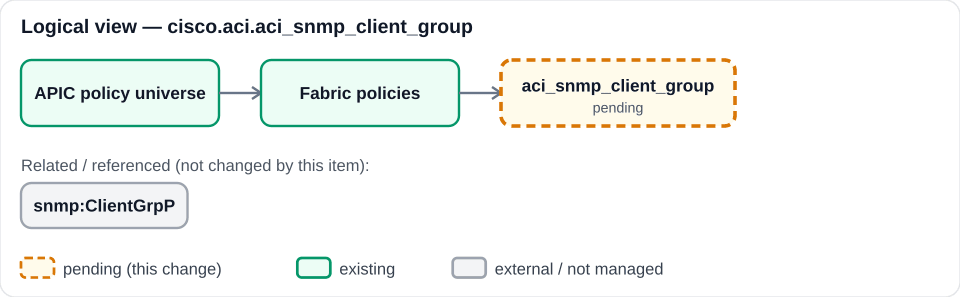 Logical view — cisco.aci.aci_snmp_client_group
APIC policy universe
Fabric policies
aci_snmp_client_group
pending
Related / referenced (not changed by this item):
snmp:ClientGrpP
pending (this change)
existing
external / not managed